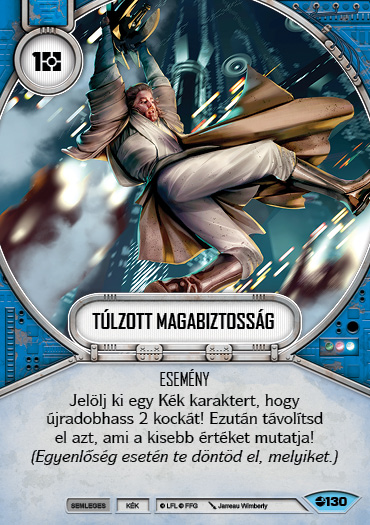 1
TÚLZOTT MAGABIZTOSSÁG
ESEMÉNY
Jelölj ki egy Kék karaktert, hogy
újradobhass 2 kockát! Ezután távolítsd
el azt, ami a kisebb értéket mutatja!
(Egyenlőség esetén te döntöd el, melyiket.)
SEMLEGES KÉK © LFL © FFG Jarreau Wimberly 130